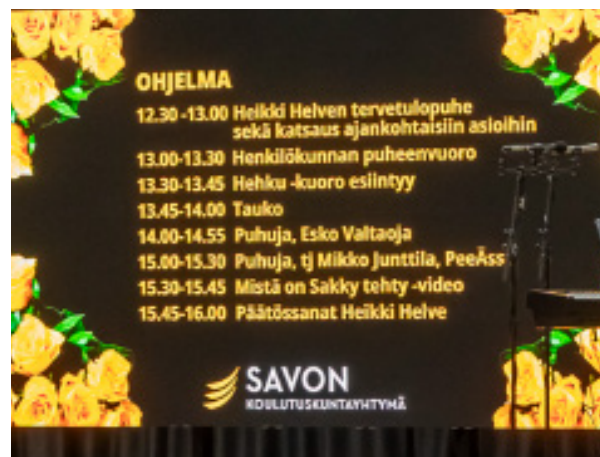 OHJELMA
12.30 -13.00 Heikki Helven tervetulopuhe
sekä katsaus ajankohtaisiin asioihin
13.00-13.30 Henkilökunnan puheenvuoro
13.30-13.45 Hehku -kuoro esiintyy
13.45-14.00 Tauko
14.00-14.55 Puhuja, Esko Valtaoja
15.00-15.30 Puhuja, tj Mikko Junttila, PeeÄss
15.30-15.45 Mistä on Sakky tehty -video
15.45-16.00 Päätössanat Heikki Helve
SAVON
KOULUTUSKUNTAYHTYMÄ